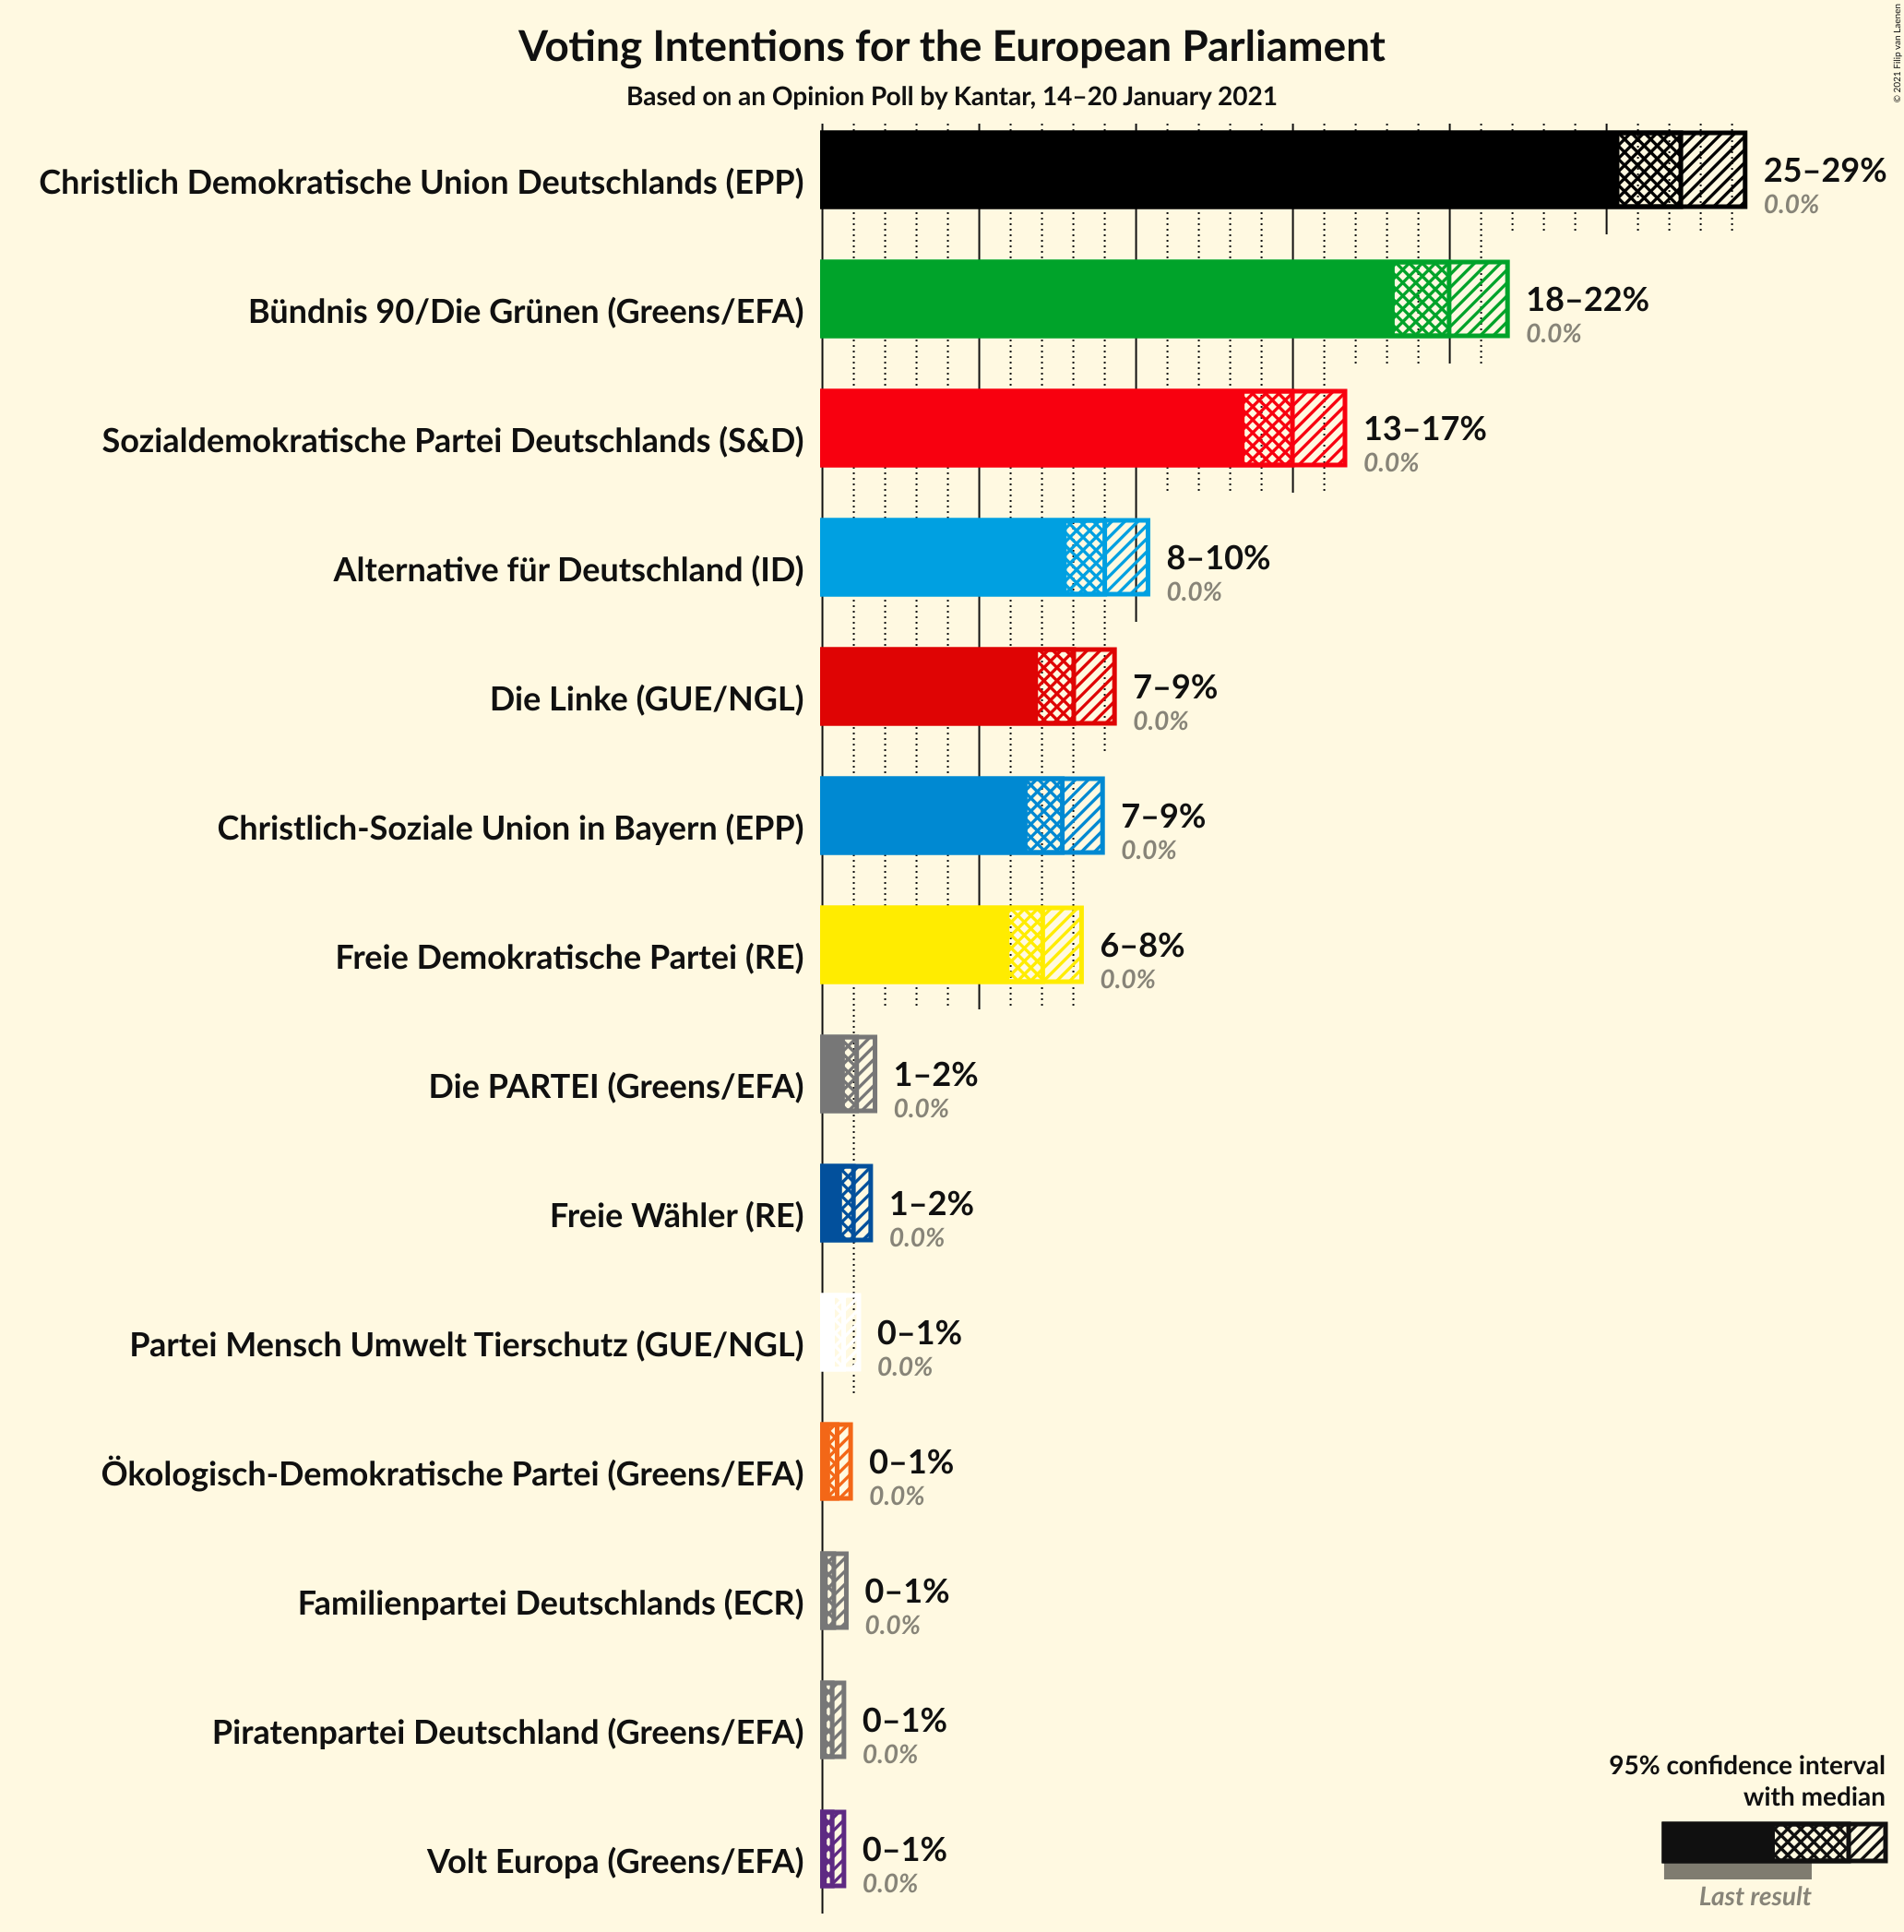 Voting Intentions for the European Parliament
Based on an Opinion Poll by Kantar, 14–20 January 2021
© 2021 Filip van Laenen
Christlich Demokratische Union Deutschlands (EPP)
25–29%
0.0%
Bündnis 90/Die Grünen (Greens/EFA)
18–22%
0.0%
Sozialdemokratische Partei Deutschlands (S&D)
13–17%
0.0%
Alternative für Deutschland (ID)
8–10%
0.0%
Die Linke (GUE/NGL)
7–9%
0.0%
Christlich-Soziale Union in Bayern (EPP)
7–9%
0.0%
Freie Demokratische Partei (RE)
6–8%
0.0%
Die PARTEI (Greens/EFA)
1–2%
0.0%
Freie Wähler (RE)
1–2%
0.0%
Partei Mensch Umwelt Tierschutz (GUE/NGL)
0–1%
0.0%
Ökologisch-Demokratische Partei (Greens/EFA)
0–1%
0.0%
Familienpartei Deutschlands (ECR)
0–1%
0.0%
Piratenpartei Deutschland (Greens/EFA)
0–1%
0.0%
Volt Europa (Greens/EFA)
0–1%
0.0%
95% confidence interval
with median
Last result